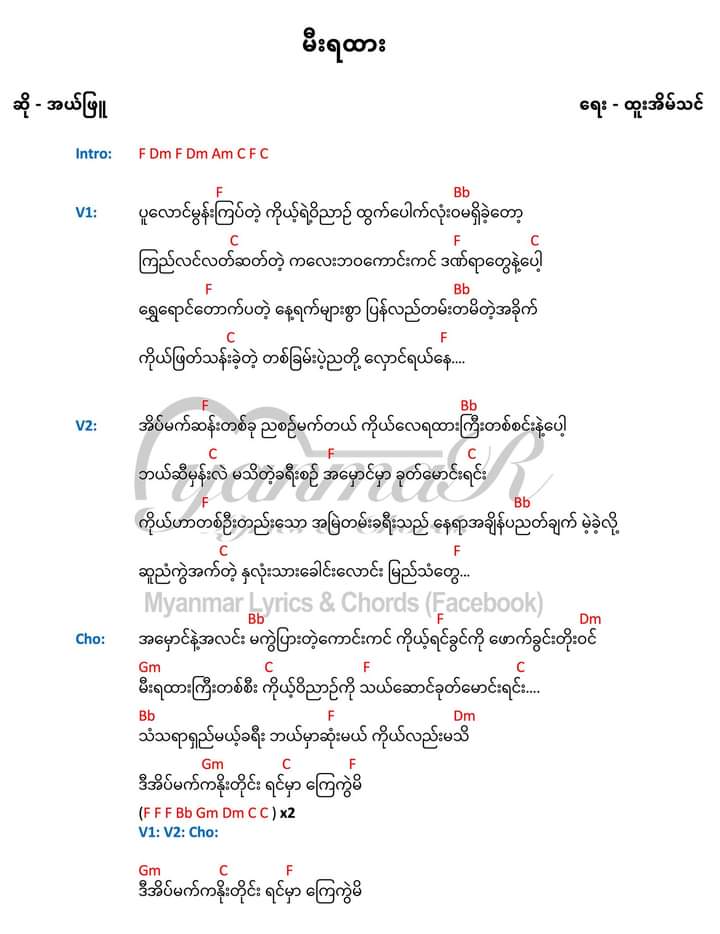 မီးရထား
ဆို - အယ်ဖြူ
ရေး - ထူးအိမ်သင်
Intro: F Dm F Dm Am C F C
F Bb
V1: ပူလောင်မွန်းကြပ်တဲ့ ကိုယ့်ရဲ့ဝိညာဉ် ထွက်ပေါက်လုံးဝမရှိခဲ့တော့
C F C
ကြည်လင်လတ်ဆတ်တဲ့ ကလေးဘဝကောင်းကင် ဒဏ်ရာတွေနဲ့ပေါ့
F Bb
ရွှေရောင်တောက်ပတဲ့ နေ့ရက်များစွာ ပြန်လည်တမ်းတမိတဲ့အခိုက်
C F
ကိုယ်ဖြတ်သန်းခဲ့တဲ့ တစ်ခြမ်းပဲ့ညတို့ လှောင်ရယ်နေ....
F Bb
V2: အိပ်မက်ဆန်းတစ်ခု ညစဉ်မက်တယ် ကိုယ်လေရထားကြီးတစ်စင်းနဲ့ပေါ့
C F C
ဘယ်ဆီမှန်းလဲ မသိတဲ့ခရီးစဉ် အမှောင်မှာ ခုတ်မောင်းရင်း
F Bb
ကိုယ်ဟာတစ်ဦးတည်းသော အမြဲတမ်းခရီးသည် နေရာအချိန်ပညတ်ချက် မဲ့ခဲ့လို့
C F
ဆူညံကွဲအက်တဲ့ နှလုံးသားခေါင်းလောင်း မြည်သံတွေ...
Myanmar Lyrics & Chords (Facebook)
Bb F Dm
Cho: အမှောင်နဲ့အလင်း မကွဲပြားတဲ့ကောင်းကင် ကိုယ့်ရင်ခွင်ကို ဖောက်ခွင်းတိုးဝင်
Gm C F C
မီးရထားကြီးတစ်စီး ကိုယ့်ဝိညာဉ်ကို သယ်ဆောင်ခုတ်မောင်းရင်း....
Bb F Dm
သံသရာရှည်မယ့်ခရီး ဘယ်မှာဆုံးမယ် ကိုယ်လည်းမသိ
Gm C F
ဒီအိပ်မက်ကနိုးတိုင်း ရင်မှာ ကြေကွဲမိ
(F F F Bb Gm Dm C C ) x2
V1: V2: Cho:
Gm C F
ဒီအိပ်မက်ကနိုးတိုင်း ရင်မှာ ကြေကွဲမိ